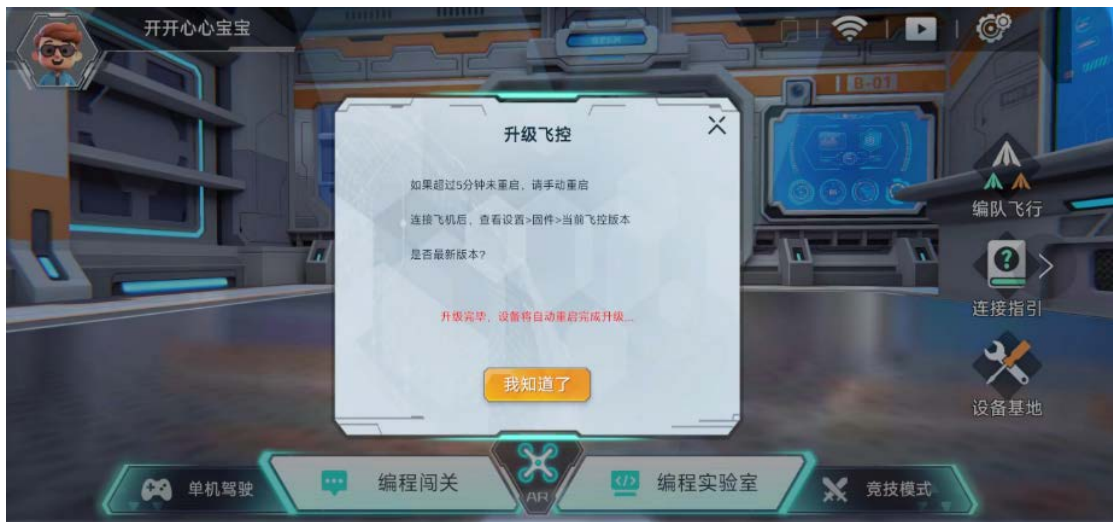 开开心心宝宝
B-01
升级飞控
如果超过5分钟未重启，请手动重启
连接飞机后，查看设置>固件>当前飞控版本
是否最新版本?
升级完毕，设备将自动重启完成升级...
我知道了
编队飞行
连接指引
设备基地
单机驾驶
编程闯关
AR
编程实验室
竞技模式